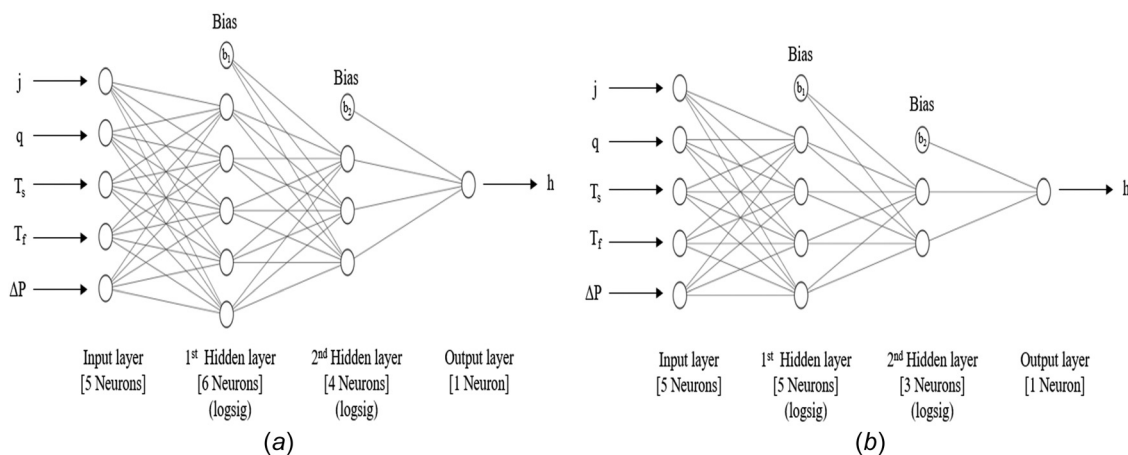 Bias
b₁
Bias
b₂
j
q
Tₛ
T_f
ΔP
h
Input layer
[5 Neurons]
1st Hidden layer
[6 Neurons]
(logsig)
2nd Hidden layer
[4 Neurons]
(logsig)
Output layer
[1 Neuron]
(a)
Bias
b₁
Bias
b₂
j
q
Tₛ
T_f
ΔP
h
Input layer
[5 Neurons]
1st Hidden layer
[5 Neurons]
(logsig)
2nd Hidden layer
[3 Neurons]
(logsig)
Output layer
[1 Neuron]
(b)